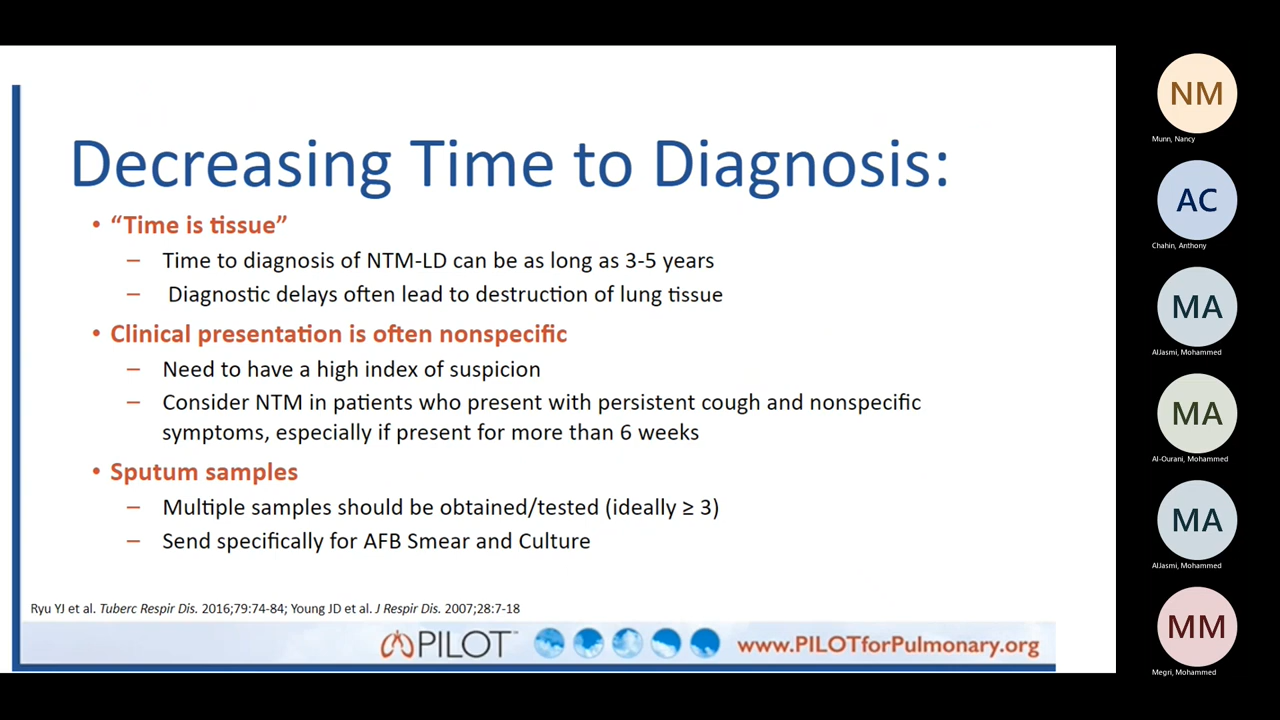 Decreasing Time to Diagnosis:
• “Time is tissue”
– Time to diagnosis of NTM-LD can be as long as 3-5 years
– Diagnostic delays often lead to destruction of lung tissue
• Clinical presentation is often nonspecific
– Need to have a high index of suspicion
– Consider NTM in patients who present with persistent cough and nonspecific
symptoms, especially if present for more than 6 weeks
• Sputum samples
– Multiple samples should be obtained/tested (ideally ≥ 3)
– Send specifically for AFB Smear and Culture
Ryu YJ et al. Tuberc Respir Dis. 2016;79:74-84; Young JD et al. J Respir Dis. 2007;28:7-18
PILOT™
www.PILOTforPulmonary.org
NM
Munn, Nancy
AC
Chahin, Anthony
MA
AlJasmi, Mohammed
MA
Al-Ourani, Mohammed
MA
AlJasmi, Mohammed
MM
Megri, Mohammed